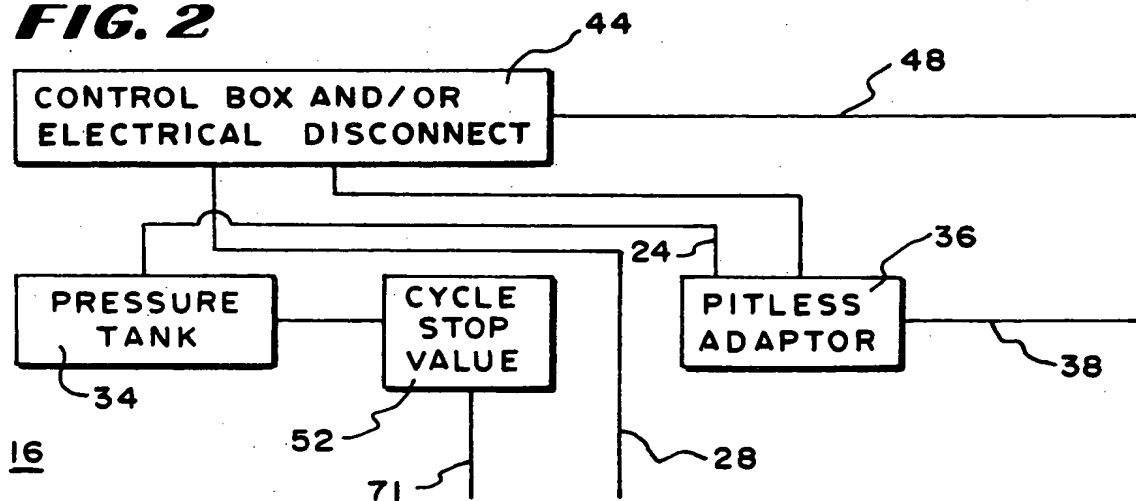 FIG. 2
44
48
CONTROL BOX AND/OR
ELECTRICAL DISCONNECT
24
36
PRESSURE
TANK
CYCLE
STOP
VALUE
PITLESS
ADAPTOR
34
38
52
16
28
71